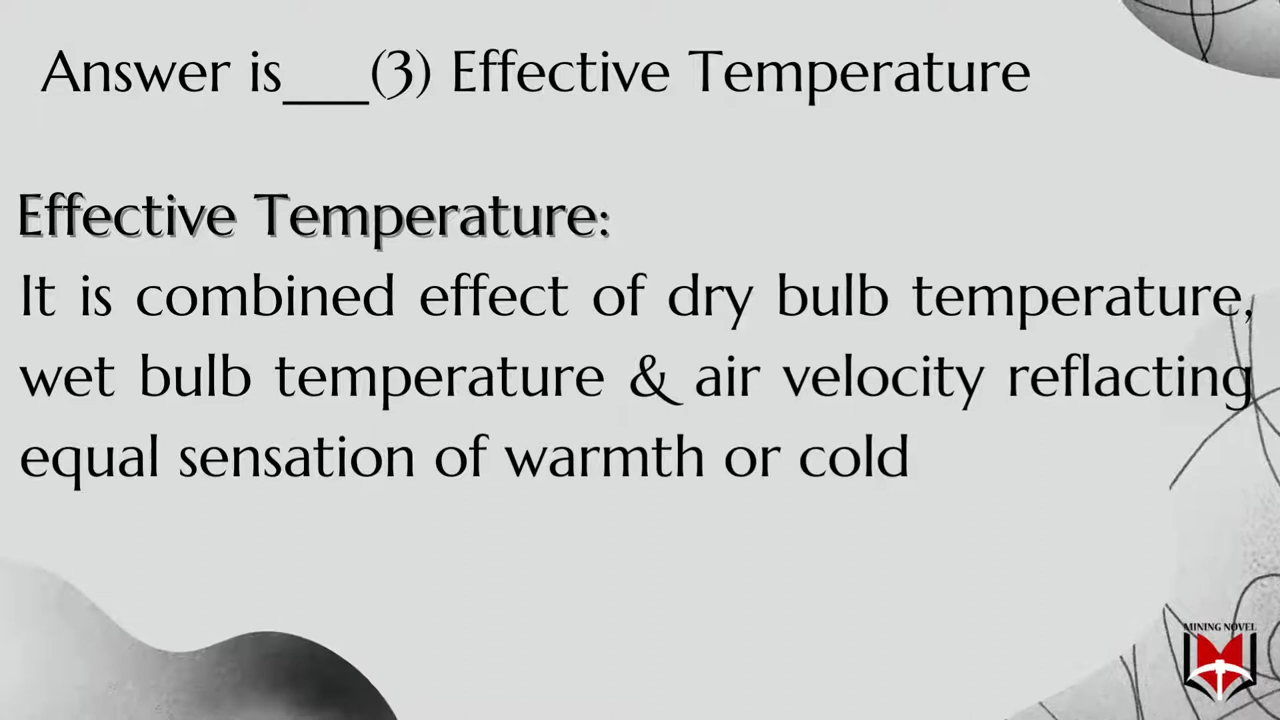 Answer is___(3) Effective Temperature
Effective Temperature:
It is combined effect of dry bulb temperature,
wet bulb temperature & air velocity reflacting
equal sensation of warmth or cold
MINING NOVEL